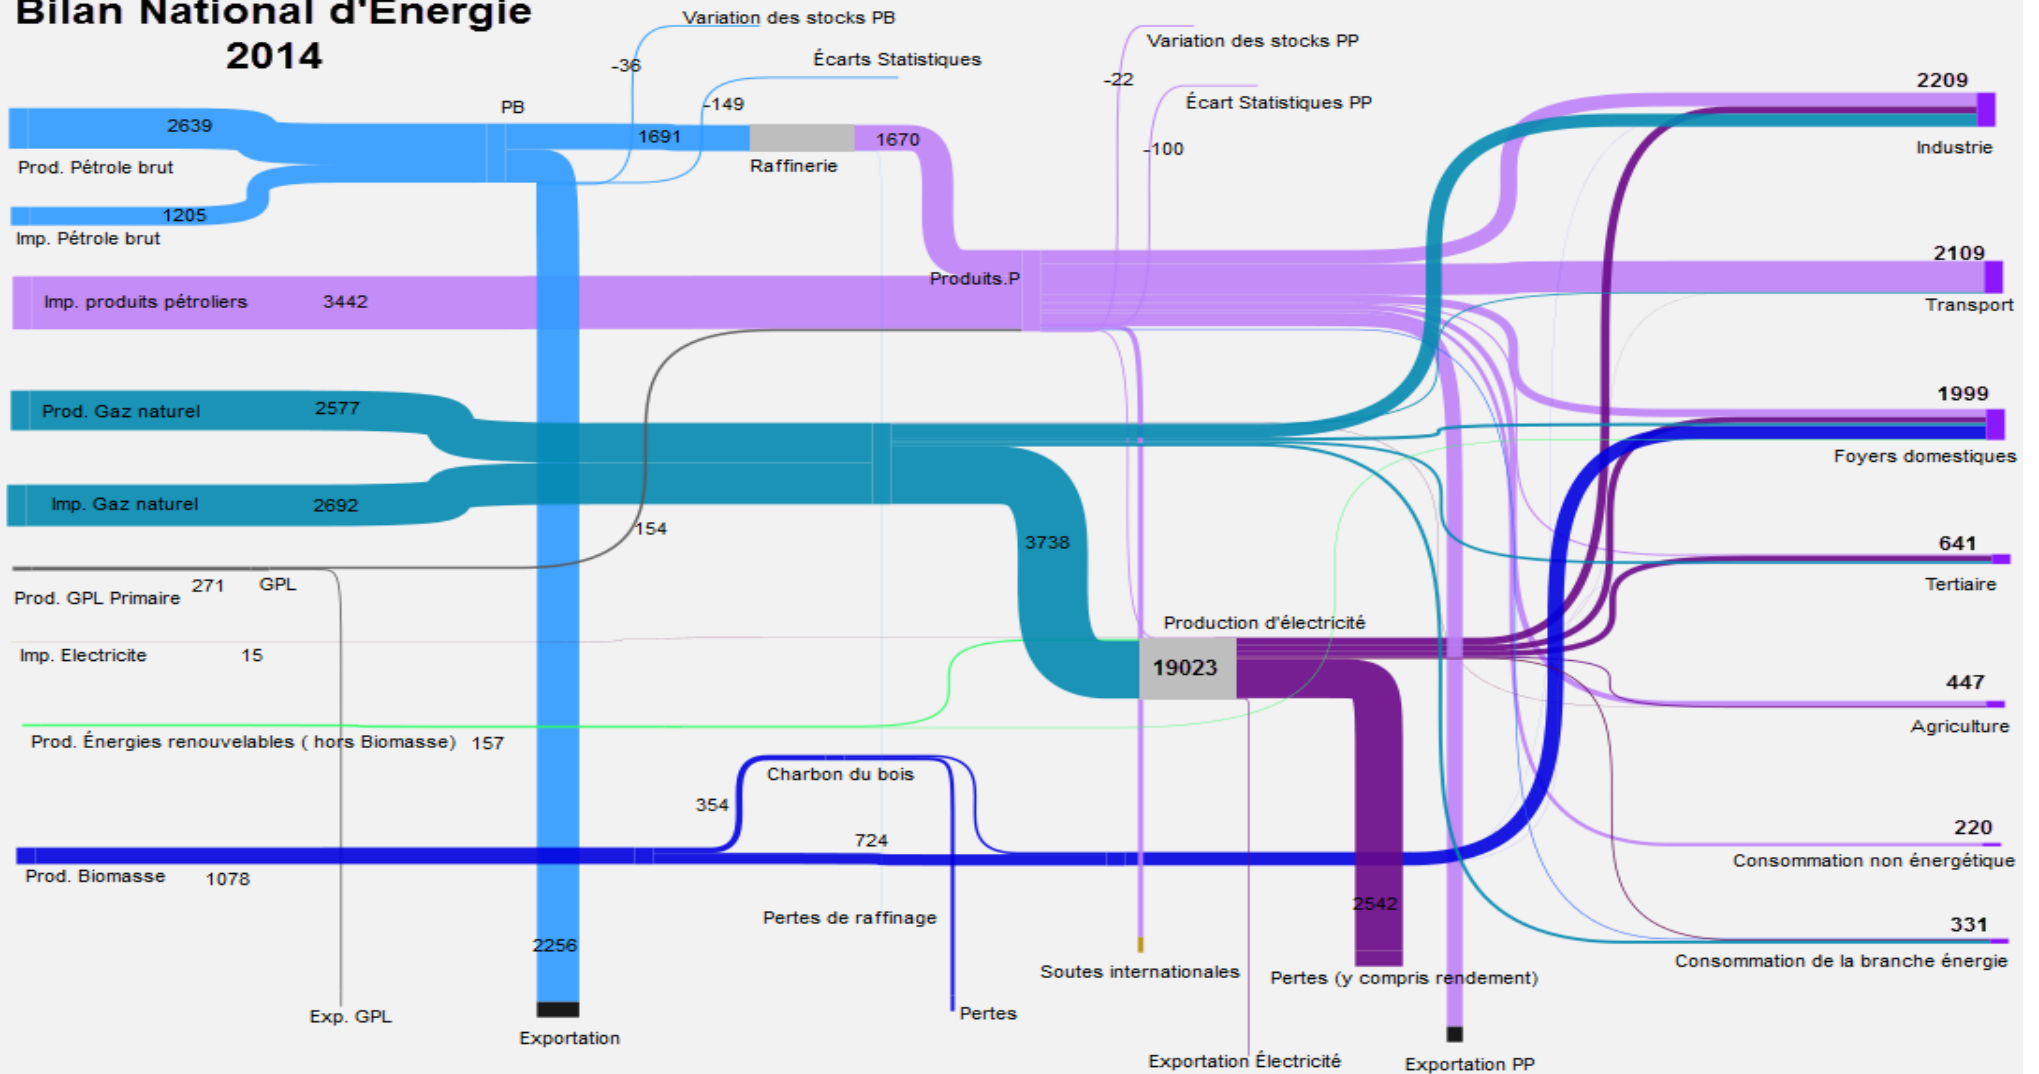 Bilan National d'Energie
2014
Variation des stocks PB
-36
Écarts Statistiques
-149
PB
2639
Prod. Pétrole brut
1205
Imp. Pétrole brut
1691
Raffinerie
1670
Variation des stocks PP
-22
Écart Statistiques PP
-100
2209
Industrie
Imp. produits pétroliers
3442
Produits.P
2109
Transport
Prod. Gaz naturel
2577
Imp. Gaz naturel
2692
1999
Foyers domestiques
154
3738
641
Tertiaire
Prod. GPL Primaire
271
GPL
Imp. Electricite
15
Production d'électricité
19023
447
Agriculture
Prod. Énergies renouvelables ( hors Biomasse)
157
Charbon du bois
354
724
Prod. Biomasse
1078
220
Consommation non énergétique
Pertes de raffinage
2542
331
Consommation de la branche énergie
2256
Soutes internationales
Pertes (y compris rendement)
Exp. GPL
Pertes
Exportation
Exportation Électricité
Exportation PP